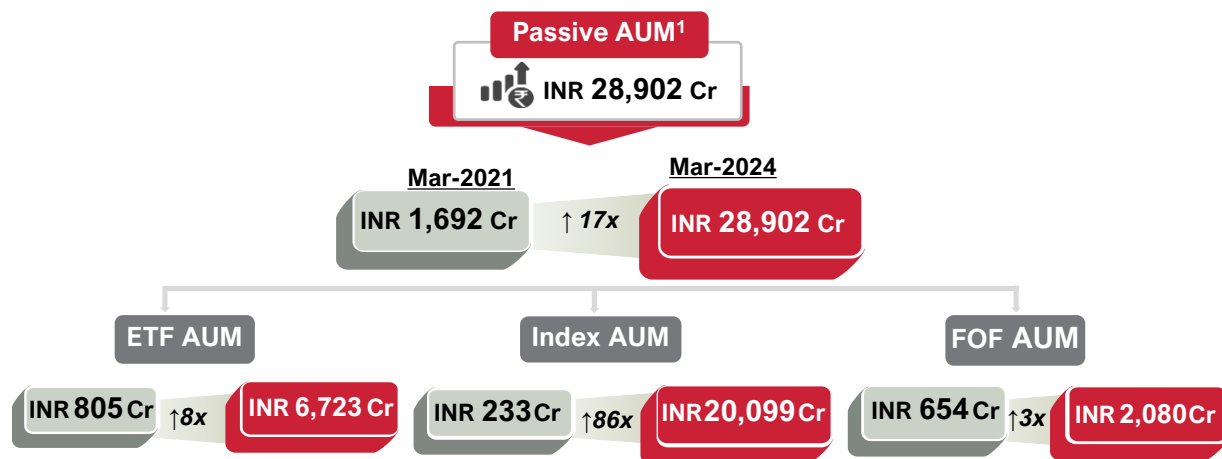 Passive AUM1
INR 28,902 Cr
Mar-2021
Mar-2024
INR 1,692 Cr
↑ 17x
INR 28,902 Cr
ETF AUM
Index AUM
FOF AUM
INR 805 Cr
↑8x
INR 6,723 Cr
INR 233 Cr
↑86x
INR 20,099 Cr
INR 654 Cr
↑3x
INR 2,080 Cr